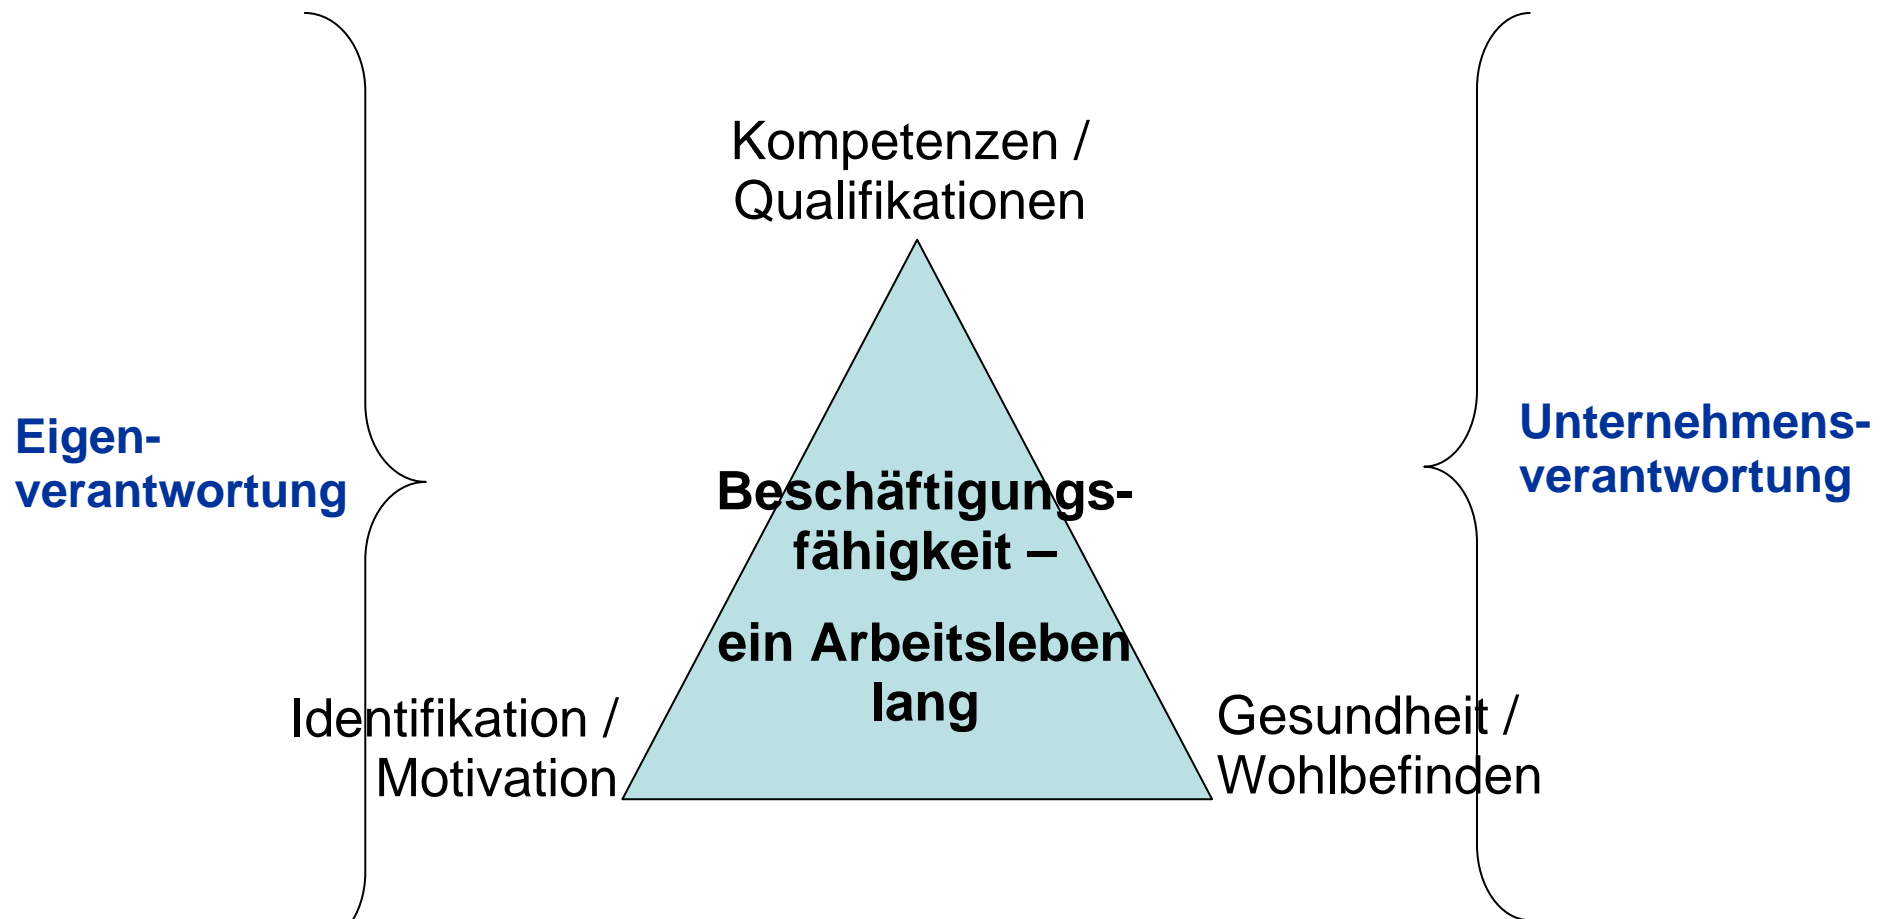 Kompetenzen /
Qualifikationen
Eigen-
verantwortung
Unternehmens-
verantwortung
Beschäftigungs-
fähigkeit –
ein Arbeitsleben
lang
Identifikation /
Motivation
Gesundheit /
Wohlbefinden